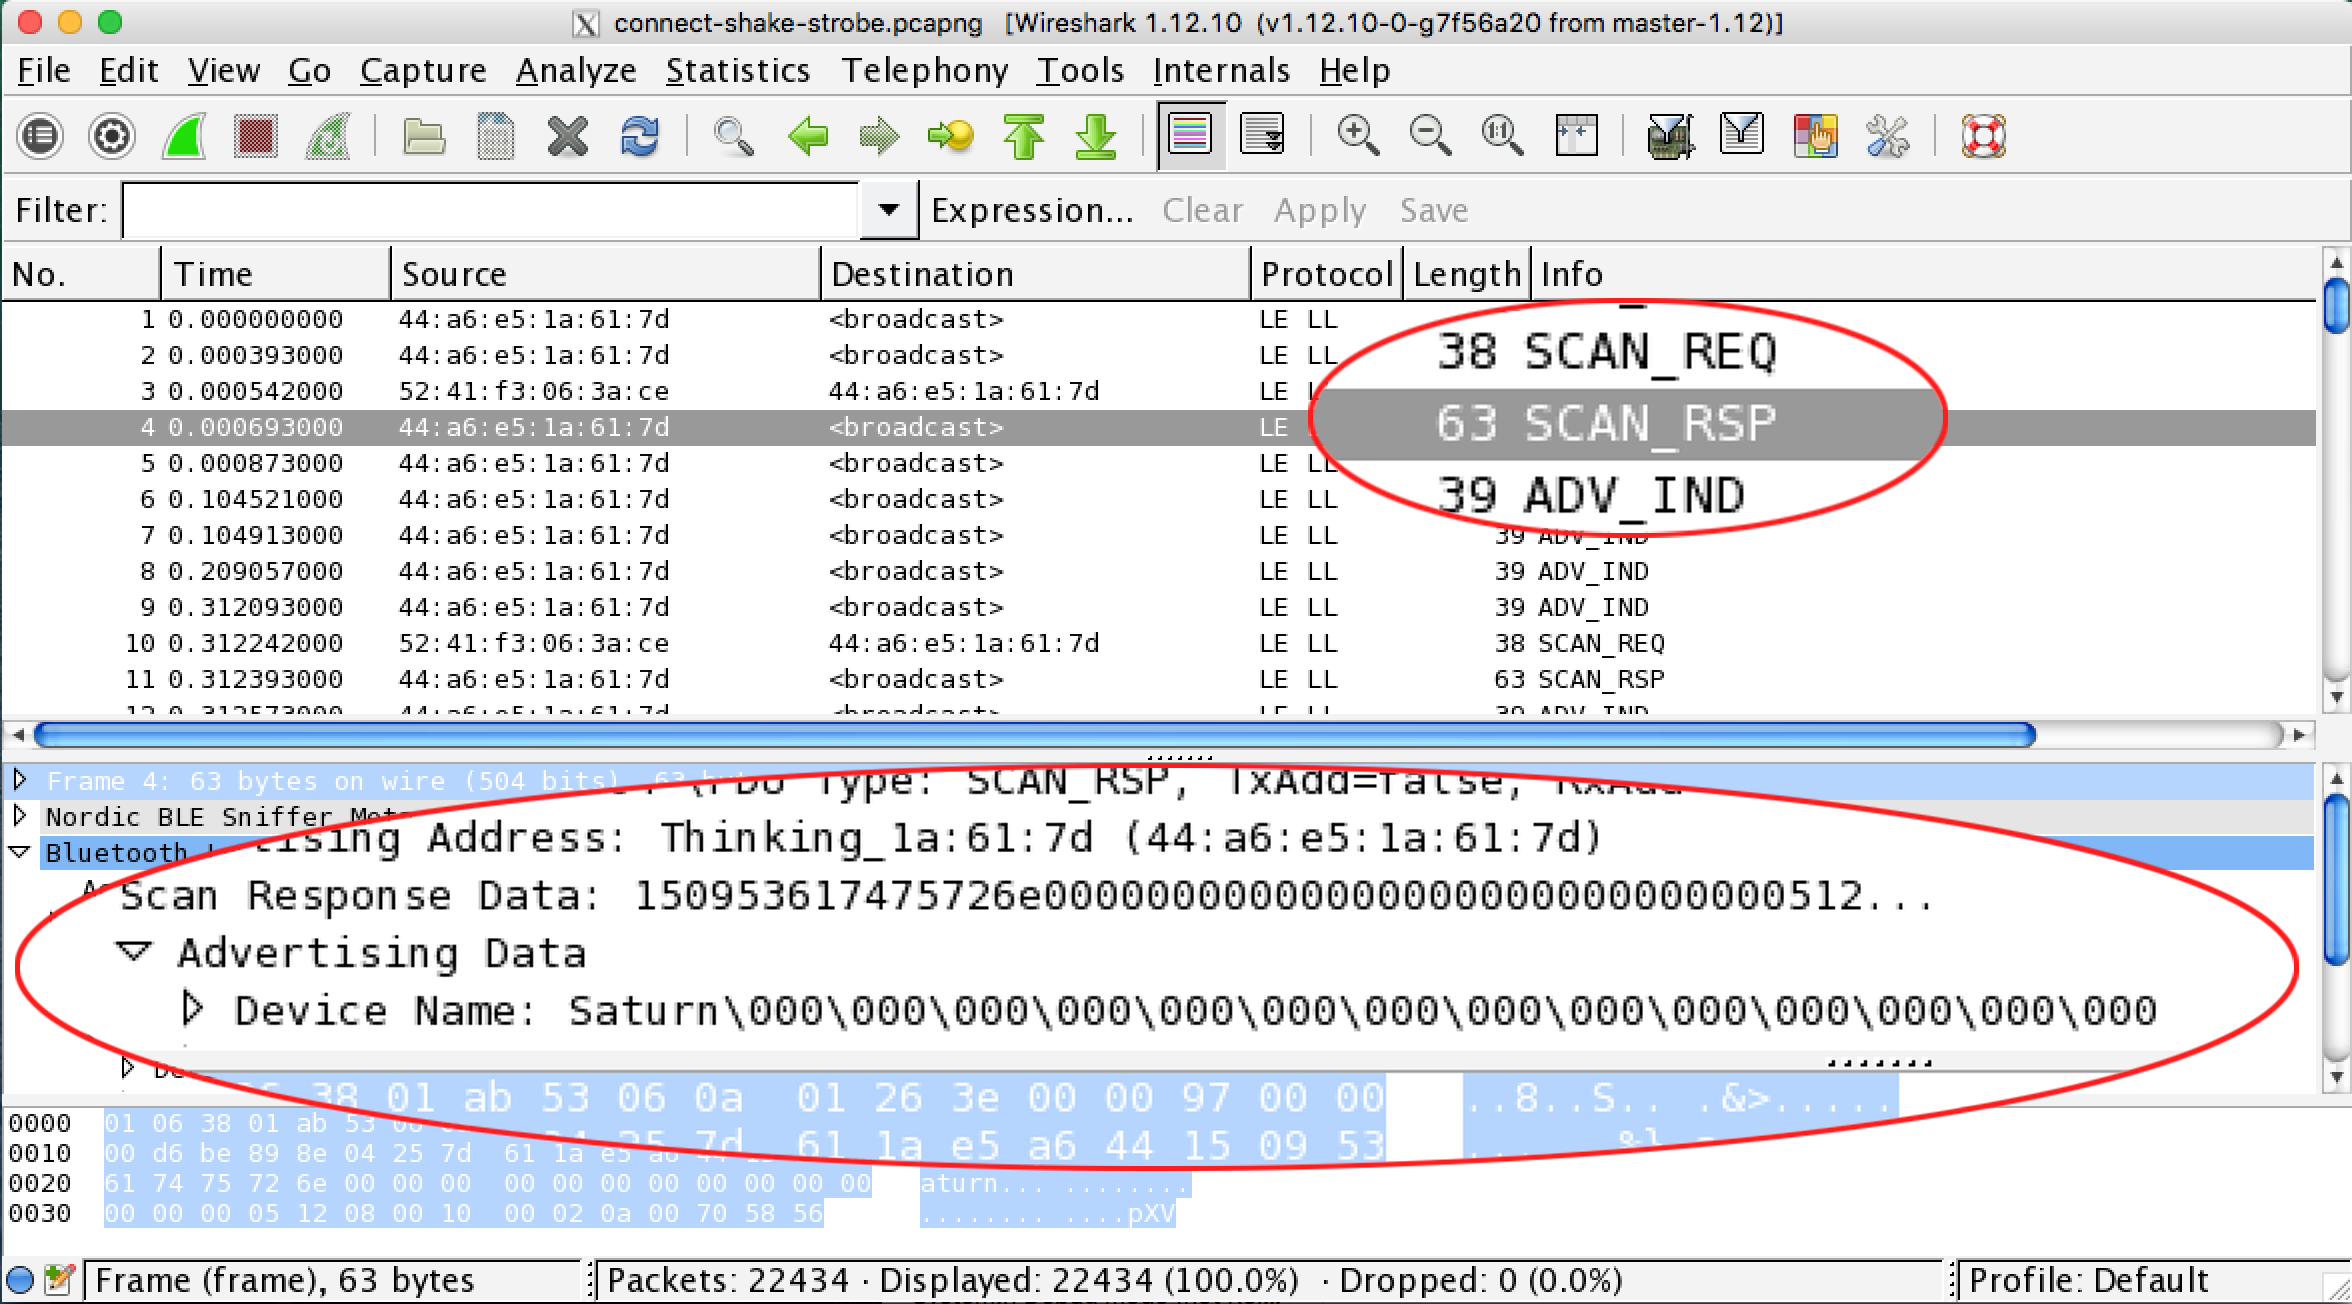 connect-shake-strobe.pcapng [Wireshark 1.12.10 (v1.12.10-0-g7f56a20 from master-1.12)]
File Edit View Go Capture Analyze Statistics Telephony Tools Internals Help
Filter: Expression... Clear Apply Save
No. Time Source Destination Protocol Length Info
1 0.000000000 44:a6:e5:1a:61:7d <broadcast> LE LL
2 0.000393000 44:a6:e5:1a:61:7d <broadcast> LE LL
3 0.000542000 52:41:f3:06:3a:ce 44:a6:e5:1a:61:7d LE 38 SCAN_REQ
4 0.000693000 44:a6:e5:1a:61:7d <broadcast> LE 63 SCAN_RSP
5 0.000873000 44:a6:e5:1a:61:7d <broadcast> LE LL 39 ADV_IND
6 0.104521000 44:a6:e5:1a:61:7d <broadcast> LE LL
7 0.104913000 44:a6:e5:1a:61:7d <broadcast> LE LL 39 ADV_IND
8 0.209057000 44:a6:e5:1a:61:7d <broadcast> LE LL 39 ADV_IND
9 0.312093000 44:a6:e5:1a:61:7d <broadcast> LE LL 39 ADV_IND
10 0.312242000 52:41:f3:06:3a:ce 44:a6:e5:1a:61:7d LE LL 38 SCAN_REQ
11 0.312393000 44:a6:e5:1a:61:7d <broadcast> LE LL 63 SCAN_RSP
12 0.312573000 44:a6:e5:1a:61:7d <broadcast> LE LL 39 ADV_IND
Frame 4: 63 bytes on wire (504 bits), 63
(PDU Type: SCAN_RSP, TxAdd=false, RxAdd
Nordic BLE Sniffer
tising Address: Thinking_1a:61:7d (44:a6:e5:1a:61:7d)
Bluetooth
Scan Response Data: 150953617475726e000000000000000000000000000000512...
Advertising Data
Device Name: Saturn\000\000\000\000\000\000\000\000\000\000\000\000\000\000
38 01 ab 53 06 0a 01 26 3e 00 00 97 00 00 ..8..S.. .&>.....
25 7d 61 1a e5 a6 44 15 09 53
0000 01 06 38 01 ab 53
0010 00 d6 be 89 8e 04 25 7d 61 1a e5 a6 44
0020 61 74 75 72 6e 00 00 00 00 00 00 00 00 00 00 00 aturn... ........
0030 00 00 00 05 12 08 00 10 00 02 0a 00 70 58 56 ........ ....pXV
Frame (frame), 63 bytes Packets: 22434 · Displayed: 22434 (100.0%) · Dropped: 0 (0.0%) Profile: Default